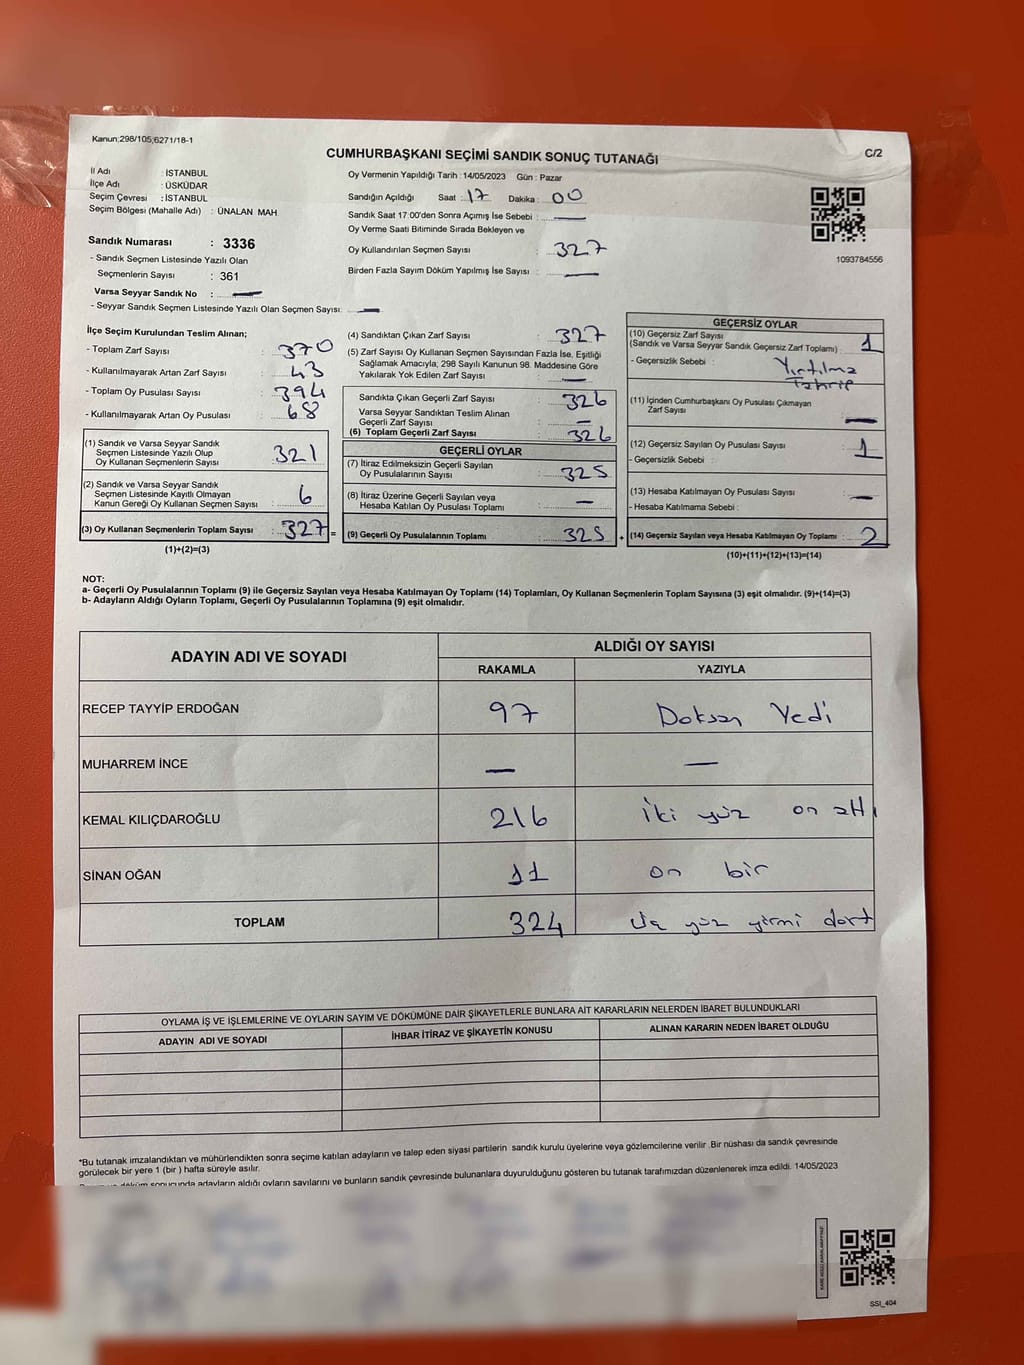 Kanun;298/105;6271/18-1
CUMHURBAŞKANI SEÇİMİ SANDIK SONUÇ TUTANAĞI
C/2
İl Adı : İSTANBUL
İlçe Adı : ÜSKÜDAR
Seçim Çevresi : İSTANBUL
Seçim Bölgesi (Mahalle Adı) : ÜNALAN MAH
Sandık Numarası : 3336
- Sandık Seçmen Listesinde Yazılı Olan
Seçmenlerin Sayısı : 361
Varsa Seyyar Sandık No : —
- Seyyar Sandık Seçmen Listesinde Yazılı Olan Seçmen Sayısı: —
Oy Vermenin Yapıldığı Tarih : 14/05/2023 Gün : Pazar
Sandığın Açıldığı Saat : 17 Dakika : 00
Sandık Saat 17:00'den Sonra Açımış İse Sebebi : —
Oy Verme Saati Bitiminde Sırada Bekleyen ve
Oy Kullandırılan Seçmen Sayısı : 327
Birden Fazla Sayım Döküm Yapılmış İse Sayısı : —
1093784556
İlçe Seçim Kurulundan Teslim Alınan;
- Toplam Zarf Sayısı : 370
- Kullanılmayarak Artan Zarf Sayısı : 43
- Toplam Oy Pusulası Sayısı : 394
- Kullanılmayarak Artan Oy Pusulası : 68
(1) Sandık ve Varsa Seyyar Sandık
Seçmen Listesinde Yazılı Olup
Oy Kullanan Seçmenlerin Sayısı : 321
(2) Sandık ve Varsa Seyyar Sandık
Seçmen Listesinde Kayıtlı Olmayan
Kanun Gereği Oy Kullanan Seçmen Sayısı : 6
(3) Oy Kullanan Seçmenlerin Toplam Sayısı : 327 =
(1)+(2)=(3)
(4) Sandıktan Çıkan Zarf Sayısı : 327
(5) Zarf Sayısı Oy Kullanan Seçmen Sayısından Fazla İse, Eşitliği
Sağlamak Amacıyla, 298 Sayılı Kanunun 98. Maddesine Göre
Yakılarak Yok Edilen Zarf Sayısı : —
Sandıkta Çıkan Geçerli Zarf Sayısı : 326
Varsa Seyyar Sandıktan Teslim Alınan
Geçerli Zarf Sayısı : —
(6) Toplam Geçerli Zarf Sayısı : 326
GEÇERLİ OYLAR
(7) İtiraz Edilmeksizin Geçerli Sayılan
Oy Pusulalarının Sayısı : 325
(8) İtiraz Üzerine Geçerli Sayılan veya
Hesaba Katılan Oy Pusulası Toplamı : —
(9) Geçerli Oy Pusulalarının Toplamı : 325 +
GEÇERSİZ OYLAR
(10) Geçersiz Zarf Sayısı
(Sandık ve Varsa Seyyar Sandık Geçersiz Zarf Toplamı) : 1
- Geçersizlik Sebebi : Yırtılma
Tahrip
(11) İçinden Cumhurbaşkanı Oy Pusulası Çıkmayan
Zarf Sayısı : —
(12) Geçersiz Sayılan Oy Pusulası Sayısı : 1
- Geçersizlik Sebebi :
(13) Hesaba Katılmayan Oy Pusulası Sayısı : —
- Hesaba Katılmama Sebebi :
(14) Geçersiz Sayılan veya Hesaba Katılmayan Oy Toplamı : 2
(10)+(11)+(12)+(13)=(14)
NOT:
a- Geçerli Oy Pusulalarının Toplamı (9) ile Geçersiz Sayılan veya Hesaba Katılmayan Oy Toplamı (14) Toplamları, Oy Kullanan Seçmenlerin Toplam Sayısına (3) eşit olmalıdır. (9)+(14)=(3)
b- Adayların Aldığı Oyların Toplamı, Geçerli Oy Pusulalarının Toplamına (9) eşit olmalıdır.
ADAYIN ADI VE SOYADI
ALDIĞI OY SAYISI
RAKAMLA YAZIYLA
RECEP TAYYİP ERDOĞAN 97 Doksan Yedi
MUHARREM İNCE — —
KEMAL KILIÇDAROĞLU 216 iki yüz on altı
SİNAN OĞAN 11 on bir
TOPLAM 324 Üç yüz yirmi dört
OYLAMA İŞ VE İŞLEMLERİNE VE OYLARIN SAYIM VE DÖKÜMÜNE DAİR ŞİKAYETLERLE BUNLARA AİT KARARLARIN NELERDEN İBARET BULUNDUKLARI
ADAYIN ADI VE SOYADI İHBAR İTİRAZ VE ŞİKAYETİN KONUSU ALINAN KARARIN NEDEN İBARET OLDUĞU
*Bu tutanak imzalandıktan ve mühürlendikten sonra seçime katılan adayların ve talep eden siyasi partilerin sandık kurulu üyelerine veya gözlemcilerine verilir .Bir nüshası da sandık çevresinde
görülecek bir yere 1 (bir ) hafta süreyle asılır.
döküm sonucunda adayların aldığı oyların sayılarını ve bunların sandık çevresinde bulunanlara duyurulduğunu gösteren bu tutanak tarafımızdan düzenlenerek imza edildi. 14/05/2023
SSI_404